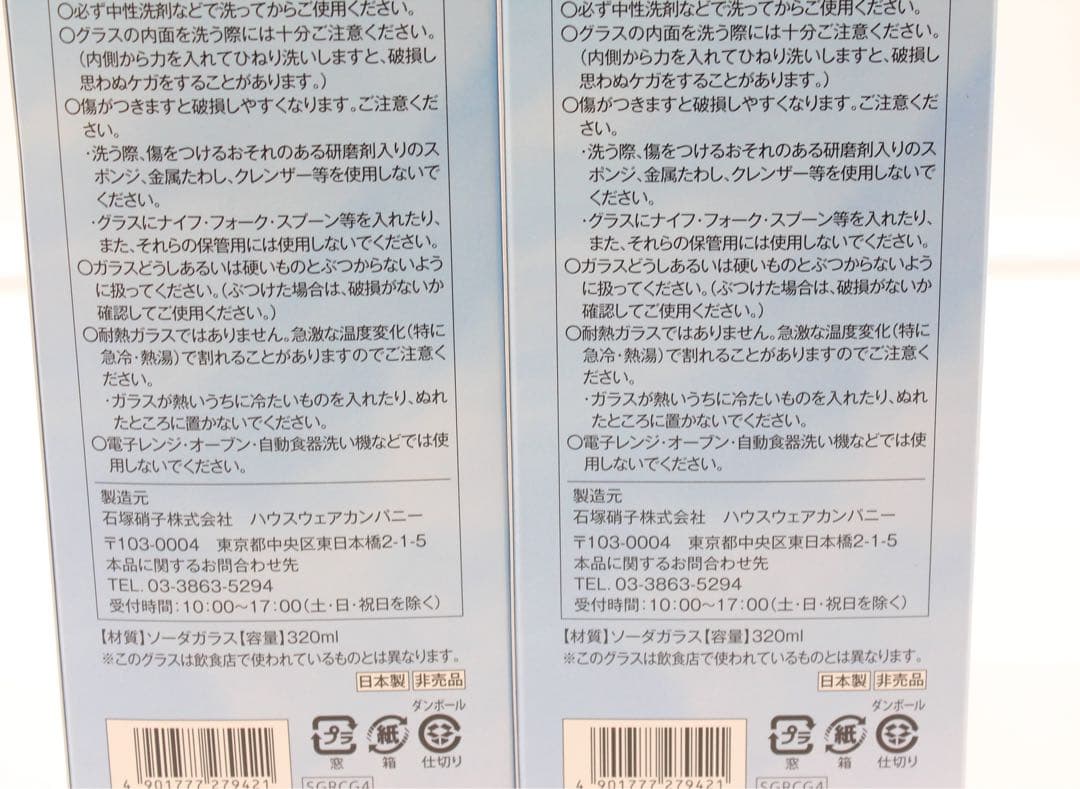 ○必ず中性洗剤などで洗ってからご使用ください。
○グラスの内面を洗う際には十分ご注意ください。
(内側から力を入れてひねり洗いしますと、破損し
思わぬケガをすることがあります。)
○傷がつきますと破損しやすくなります。ご注意くだ
さい。
・洗う際、傷をつけるおそれのある研磨剤入りのス
ポンジ、金属たわし、クレンザー等を使用しないで
ください。
・グラスにナイフ・フォーク・スプーン等を入れたり、
また、それらの保管用には使用しないでください。
○ガラスどうしあるいは硬いものとぶつからないよう
に扱ってください。(ぶつけた場合は、破損がないか
確認してご使用ください。)
○耐熱ガラスではありません。急激な温度変化(特に
急冷・熱湯)で割れることがありますのでご注意く
ださい。
・ガラスが熱いうちに冷たいものを入れたり、ぬれ
たところに置かないでください。
○電子レンジ・オーブン・自動食器洗い機などでは使
用しないでください。
製造元
石塚硝子株式会社 ハウスウェアカンパニー
〒103-0004 東京都中央区東日本橋2-1-5
本品に関するお問合わせ先
TEL. 03-3863-5294
受付時間:10:00〜17:00(土・日・祝日を除く)
【材質】ソーダガラス【容量】320ml
※このグラスは飲食店で使われているものとは異なります。
日本製 非売品
ダンボール
プラ 紙
窓 箱 仕切り
4 901777 279421
SGRCG4
○必ず中性洗剤などで洗ってからご使用ください。
○グラスの内面を洗う際には十分ご注意ください。
(内側から力を入れてひねり洗いしますと、破損し
思わぬケガをすることがあります。)
○傷がつきますと破損しやすくなります。ご注意くだ
さい。
・洗う際、傷をつけるおそれのある研磨剤入りのス
ポンジ、金属たわし、クレンザー等を使用しないで
ください。
・グラスにナイフ・フォーク・スプーン等を入れたり、
また、それらの保管用には使用しないでください。
○ガラスどうしあるいは硬いものとぶつからないよう
に扱ってください。(ぶつけた場合は、破損がないか
確認してご使用ください。)
○耐熱ガラスではありません。急激な温度変化(特に
急冷・熱湯)で割れることがありますのでご注意く
ださい。
・ガラスが熱いうちに冷たいものを入れたり、ぬれ
たところに置かないでください。
○電子レンジ・オーブン・自動食器洗い機などでは使
用しないでください。
製造元
石塚硝子株式会社 ハウスウェアカンパニー
〒103-0004 東京都中央区東日本橋2-1-5
本品に関するお問合わせ先
TEL. 03-3863-5294
受付時間:10:00〜17:00(土・日・祝日を除く)
【材質】ソーダガラス【容量】320ml
※このグラスは飲食店で使われているものとは異なります。
日本製 非売品
ダンボール
プラ 紙
窓 箱 仕切り
4 901777 279421
SGRCG4